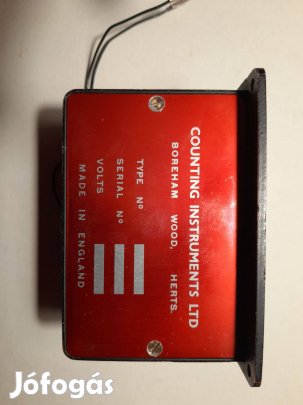 COUNTING INSTRUMENTS LTD
BOREHAM WOOD, HERTS.
TYPE Nº
SERIAL Nº
VOLTS
MADE IN ENGLAND
Jófogás